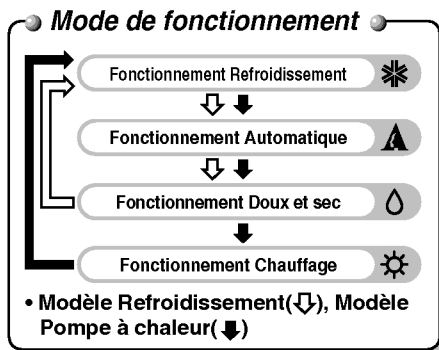 Mode de fonctionnement
Fonctionnement Refroidissement
Fonctionnement Automatique
Fonctionnement Doux et sec
Fonctionnement Chauffage
• Modèle Refroidissement(⇩), Modèle
Pompe à chaleur(⬇)